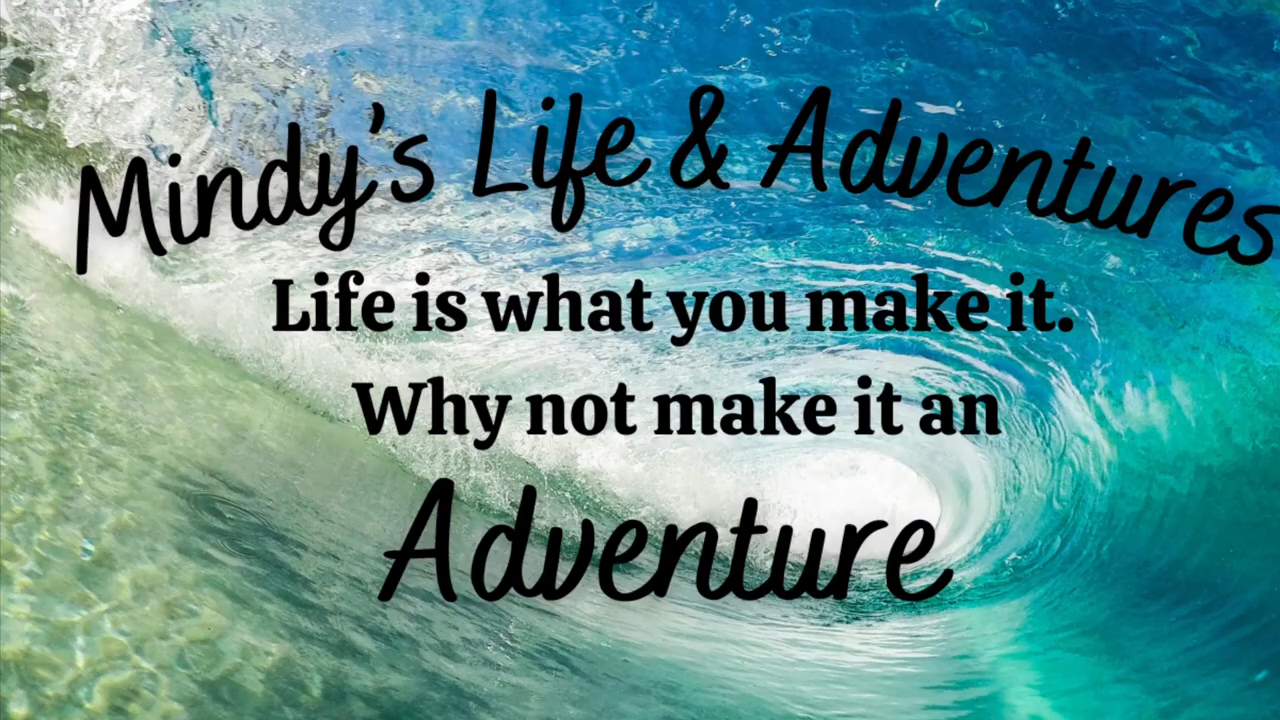 Mindy's Life & Adventures
Life is what you make it.
Why not make it an
Adventure